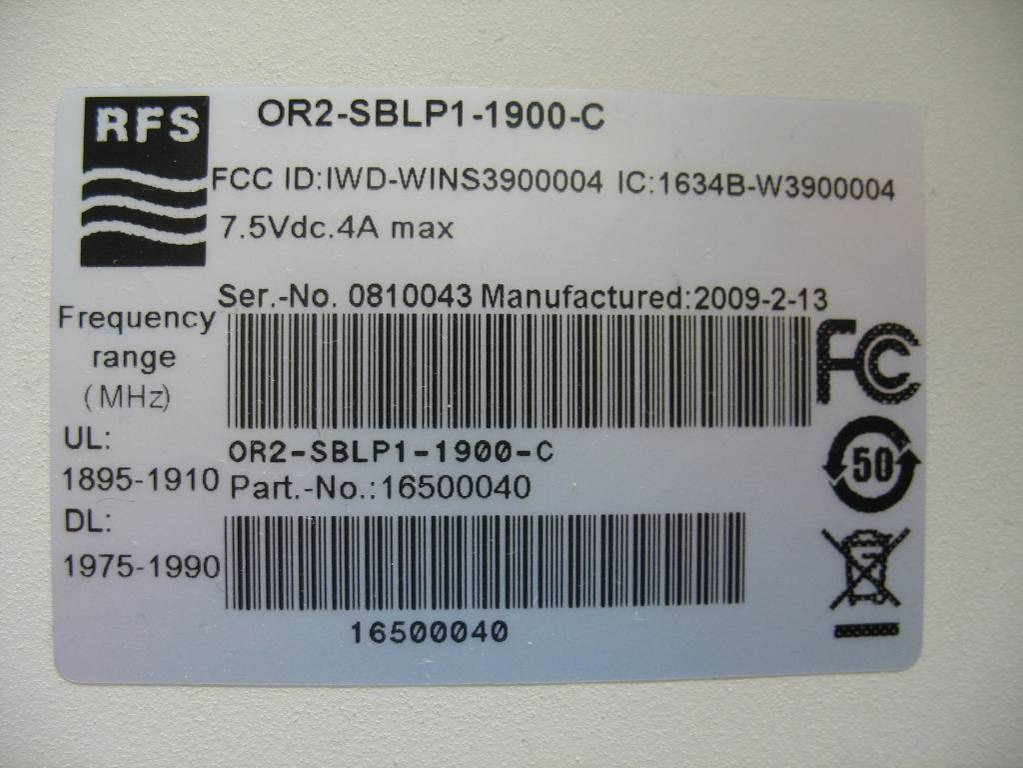 RFS
OR2-SBLP1-1900-C
FCC ID:IWD-WINS3900004 IC:1634B-W3900004
7.5Vdc.4A max
Ser.-No. 0810043 Manufactured:2009-2-13
Frequency
range
(MHz)
UL:
1895-1910
DL:
1975-1990
OR2-SBLP1-1900-C
Part.-No.:16500040
16500040
FC
50